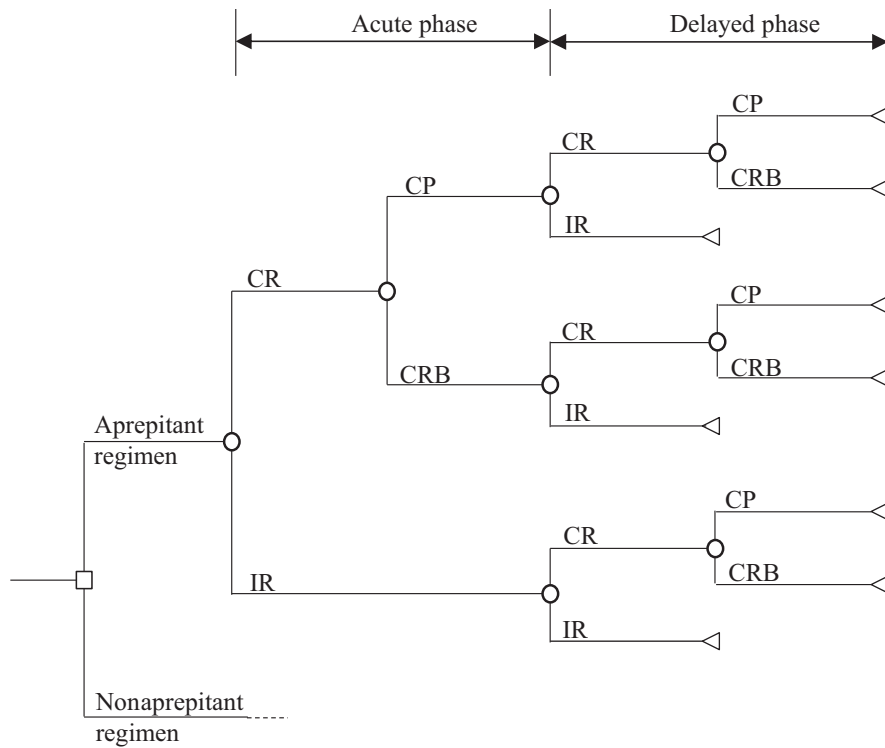 Acute phase
Delayed phase
CP
CR
CRB
CP
IR
CR
CP
CR
CRB
CRB
IR
Aprepitant
regimen
CP
CR
CRB
IR
IR
Nonaprepitant
regimen